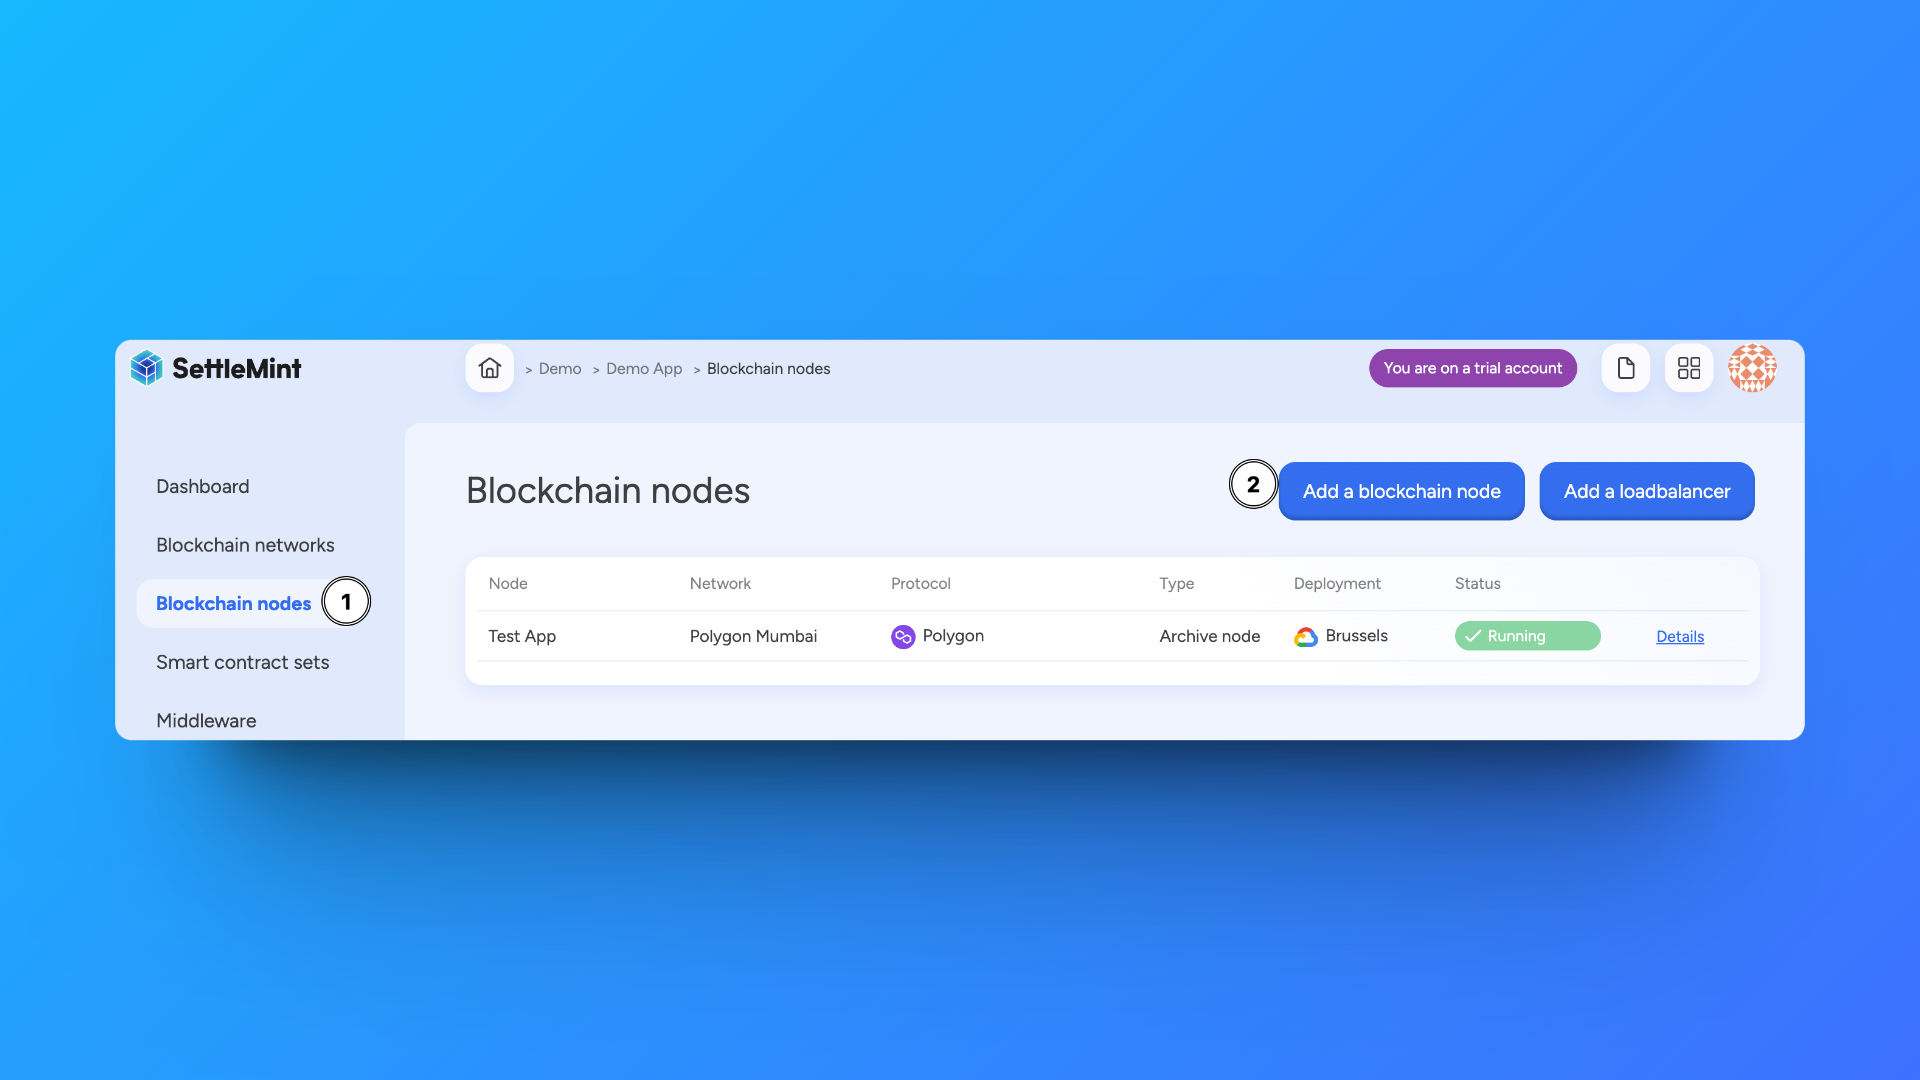 SettleMint
> Demo > Demo App > Blockchain nodes
You are on a trial account
Dashboard
Blockchain networks
Blockchain nodes 1
Smart contract sets
Middleware
Blockchain nodes
2 Add a blockchain node
Add a loadbalancer
Node Network Protocol Type Deployment Status
Test App Polygon Mumbai Polygon Archive node Brussels Running Details